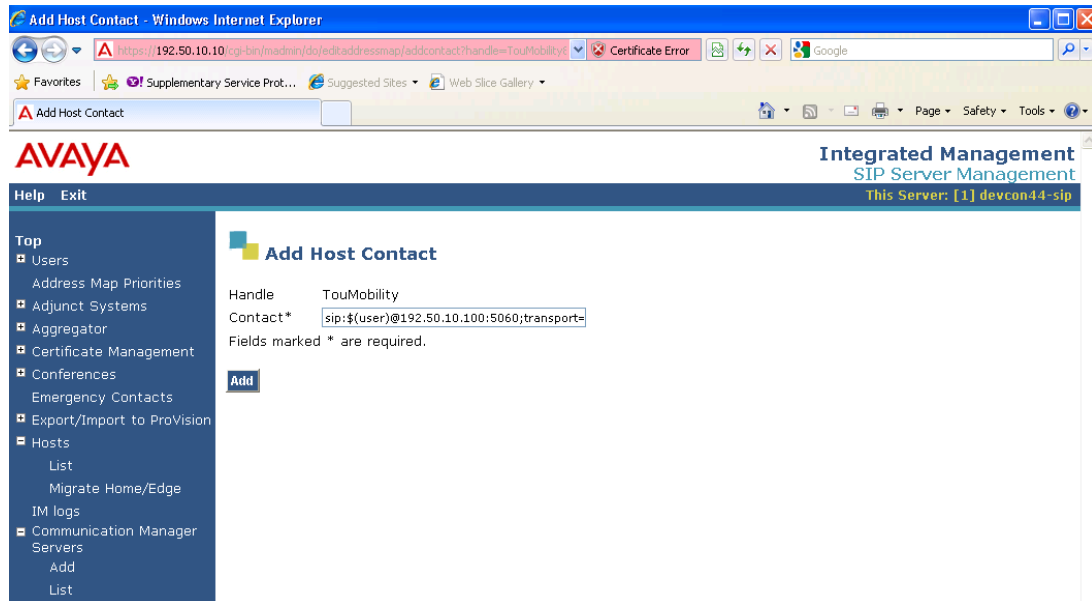 Add Host Contact - Windows Internet Explorer
https://192.50.10.10/cgi-bin/madmin/do/editaddressmap/addcontact?handle=TouMobility Certificate Error Google
Favorites Supplementary Service Prot... Suggested Sites Web Slice Gallery
Add Host Contact Page Safety Tools
AVAYA
Integrated Management
SIP Server Management
Help Exit This Server: [1] devcon44-sip
Top
Users
Address Map Priorities
Adjunct Systems
Aggregator
Certificate Management
Conferences
Emergency Contacts
Export/Import to ProVision
Hosts
List
Migrate Home/Edge
IM logs
Communication Manager
Servers
Add
List
Add Host Contact
Handle TouMobility
Contact* sip:$(user)@192.50.10.100:5060;transport=
Fields marked * are required.
Add